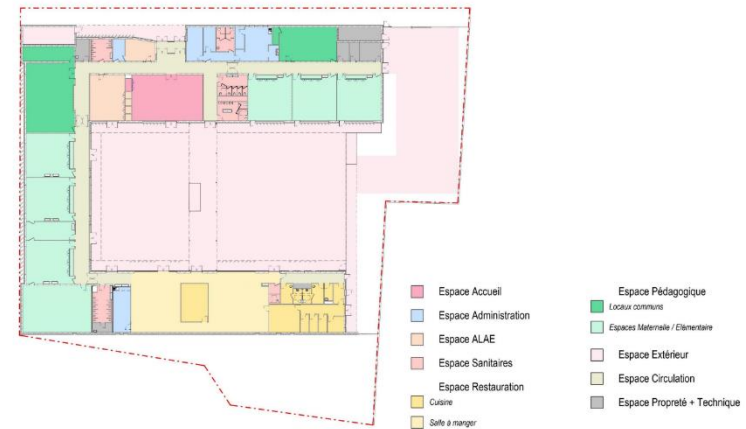 Espace Accueil
Espace Administration
Espace ALAE
Espace Sanitaires
Espace Restauration
Cuisine
Salle à manger
Espace Pédagogique
Locaux communs
Espaces Maternelle / Elémentaire
Espace Extérieur
Espace Circulation
Espace Propreté + Technique